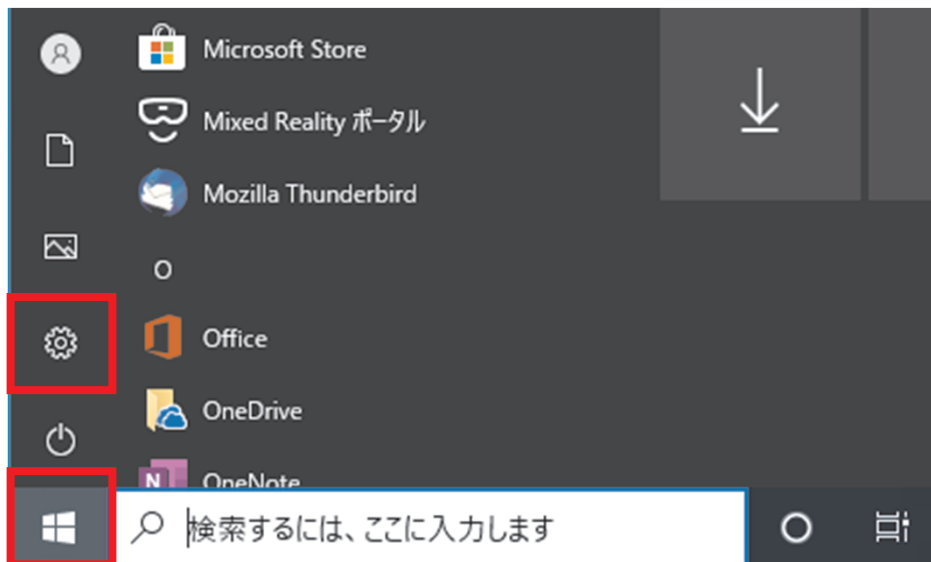 Microsoft Store
Mixed Reality ポータル
Mozilla Thunderbird
O
Office
OneDrive
OneNote
検索するには、ここに入力します